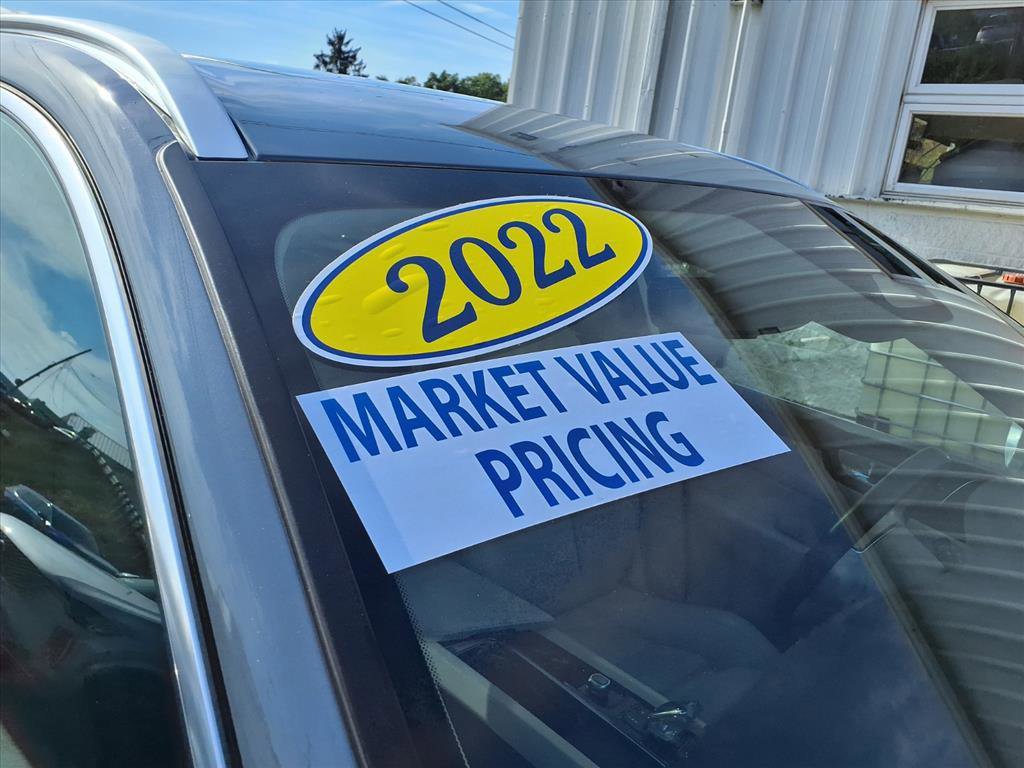 2022
MARKET VALUE
PRICING